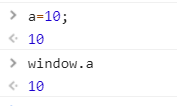 > a=10;
<· 10
> window.a
<· 10